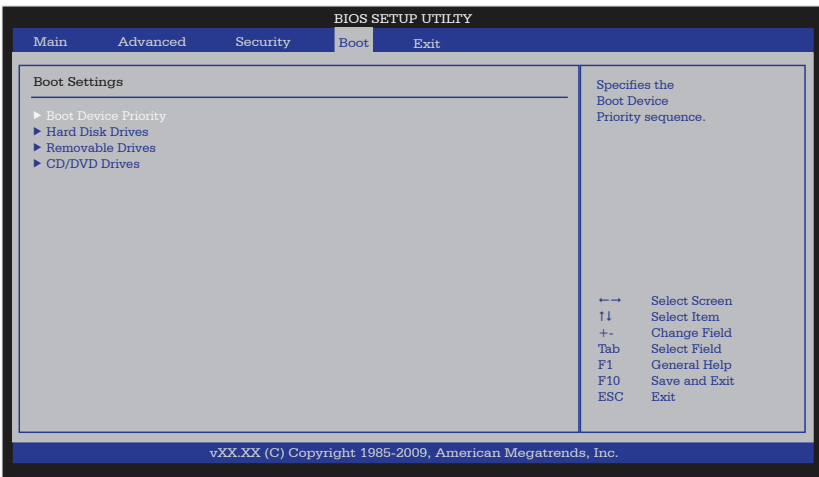 BIOS SETUP UTILTY
Main Advanced Security Boot Exit
Boot Settings
Boot Device Priority
Hard Disk Drives
Removable Drives
CD/DVD Drives
Specifies the
Boot Device
Priority sequence.
←→ Select Screen
↑↓ Select Item
+- Change Field
Tab Select Field
F1 General Help
F10 Save and Exit
ESC Exit
vXX.XX (C) Copyright 1985-2009, American Megatrends, Inc.